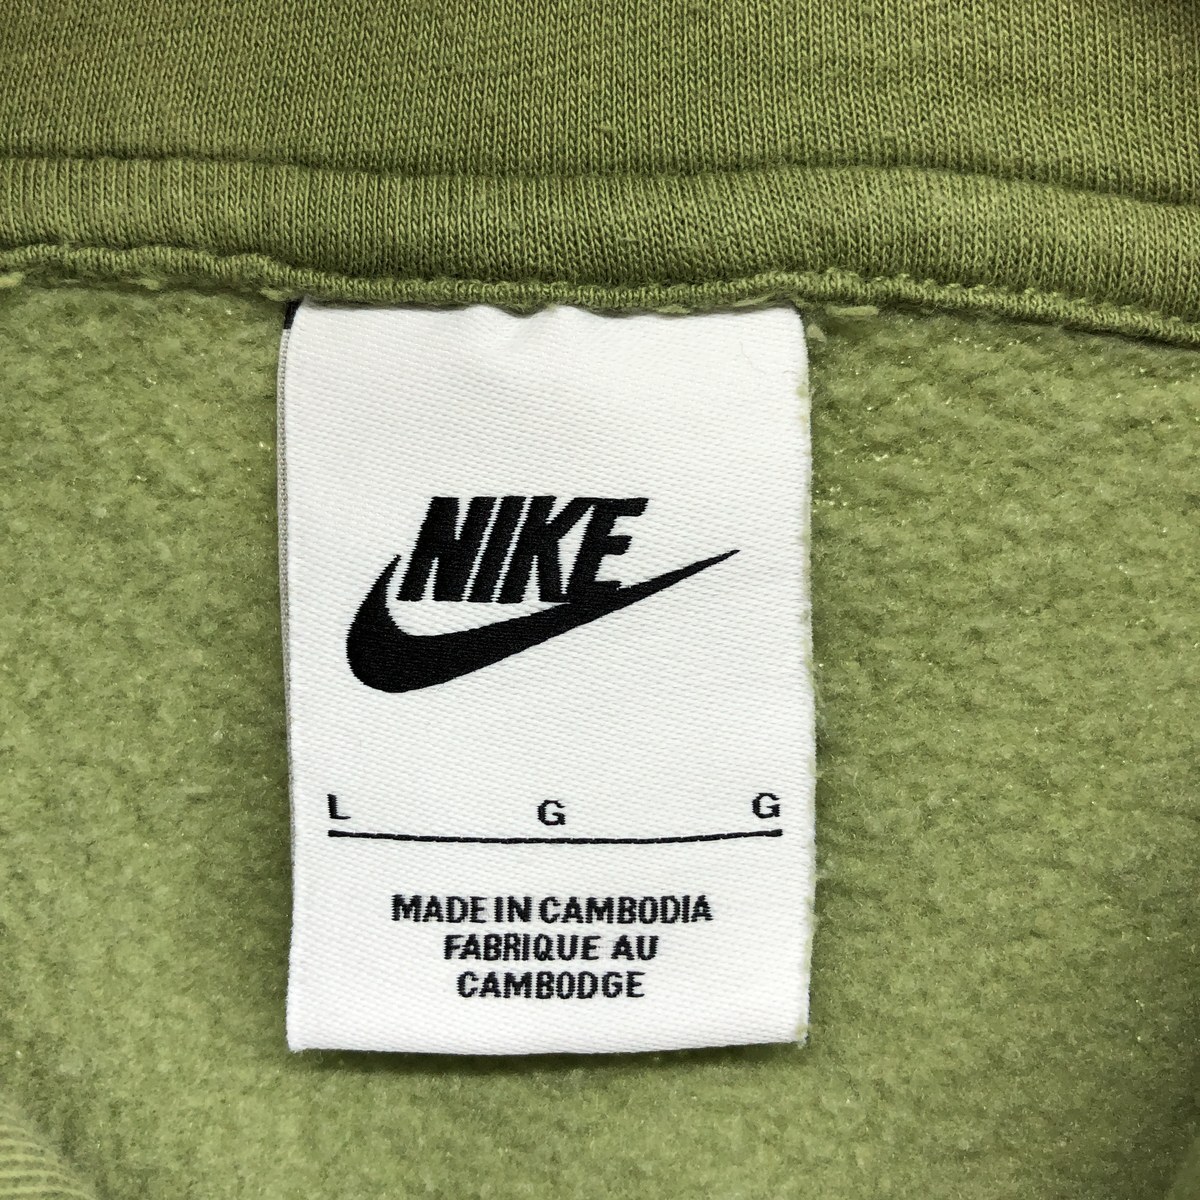 NIKE
L G G
MADE IN CAMBODIA
FABRIQUE AU
CAMBODGE